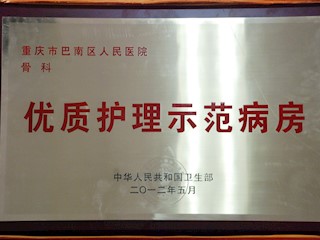 重庆市巴南区人民医院
骨科
优质护理示范病房
中华人民共和国卫生部
二〇一二年五月